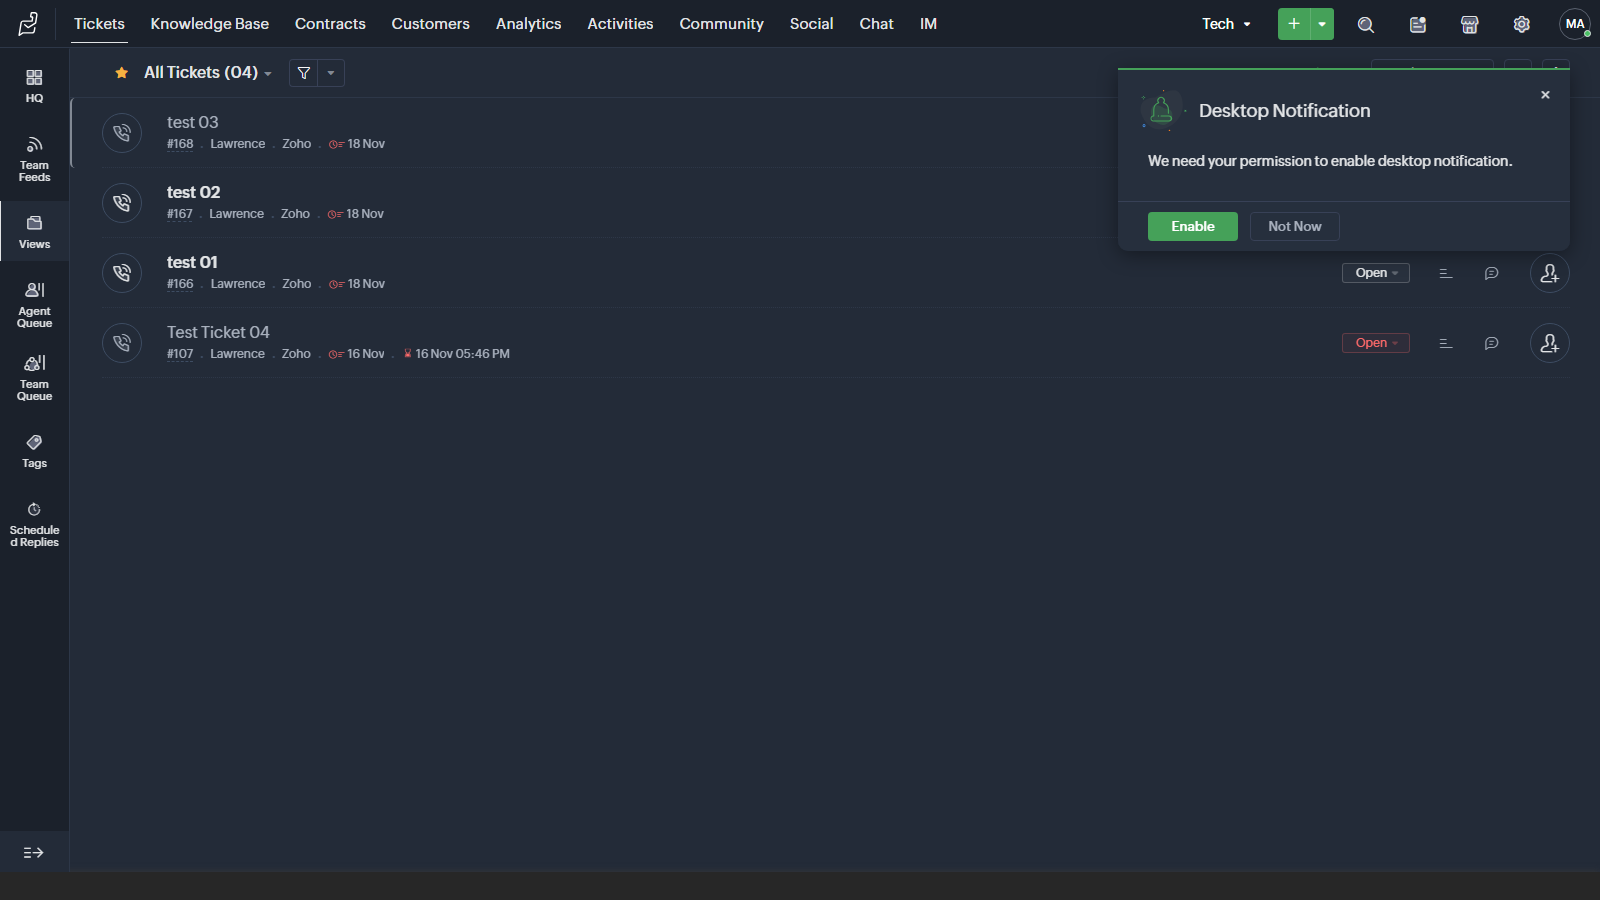 Tickets Knowledge Base Contracts Customers Analytics Activities Community Social Chat IM Tech MA
HQ
Team
Feeds
Views
Agent
Queue
Team
Queue
Tags
Schedule
d Replies
All Tickets (04)
test 03
#168 . Lawrence . Zoho . 18 Nov
test 02
#167 . Lawrence . Zoho . 18 Nov
test 01
#166 . Lawrence . Zoho . 18 Nov
Open
Test Ticket 04
#107 . Lawrence . Zoho . 16 Nov . 16 Nov 05:46 PM
Open
Desktop Notification
We need your permission to enable desktop notification.
Enable Not Now